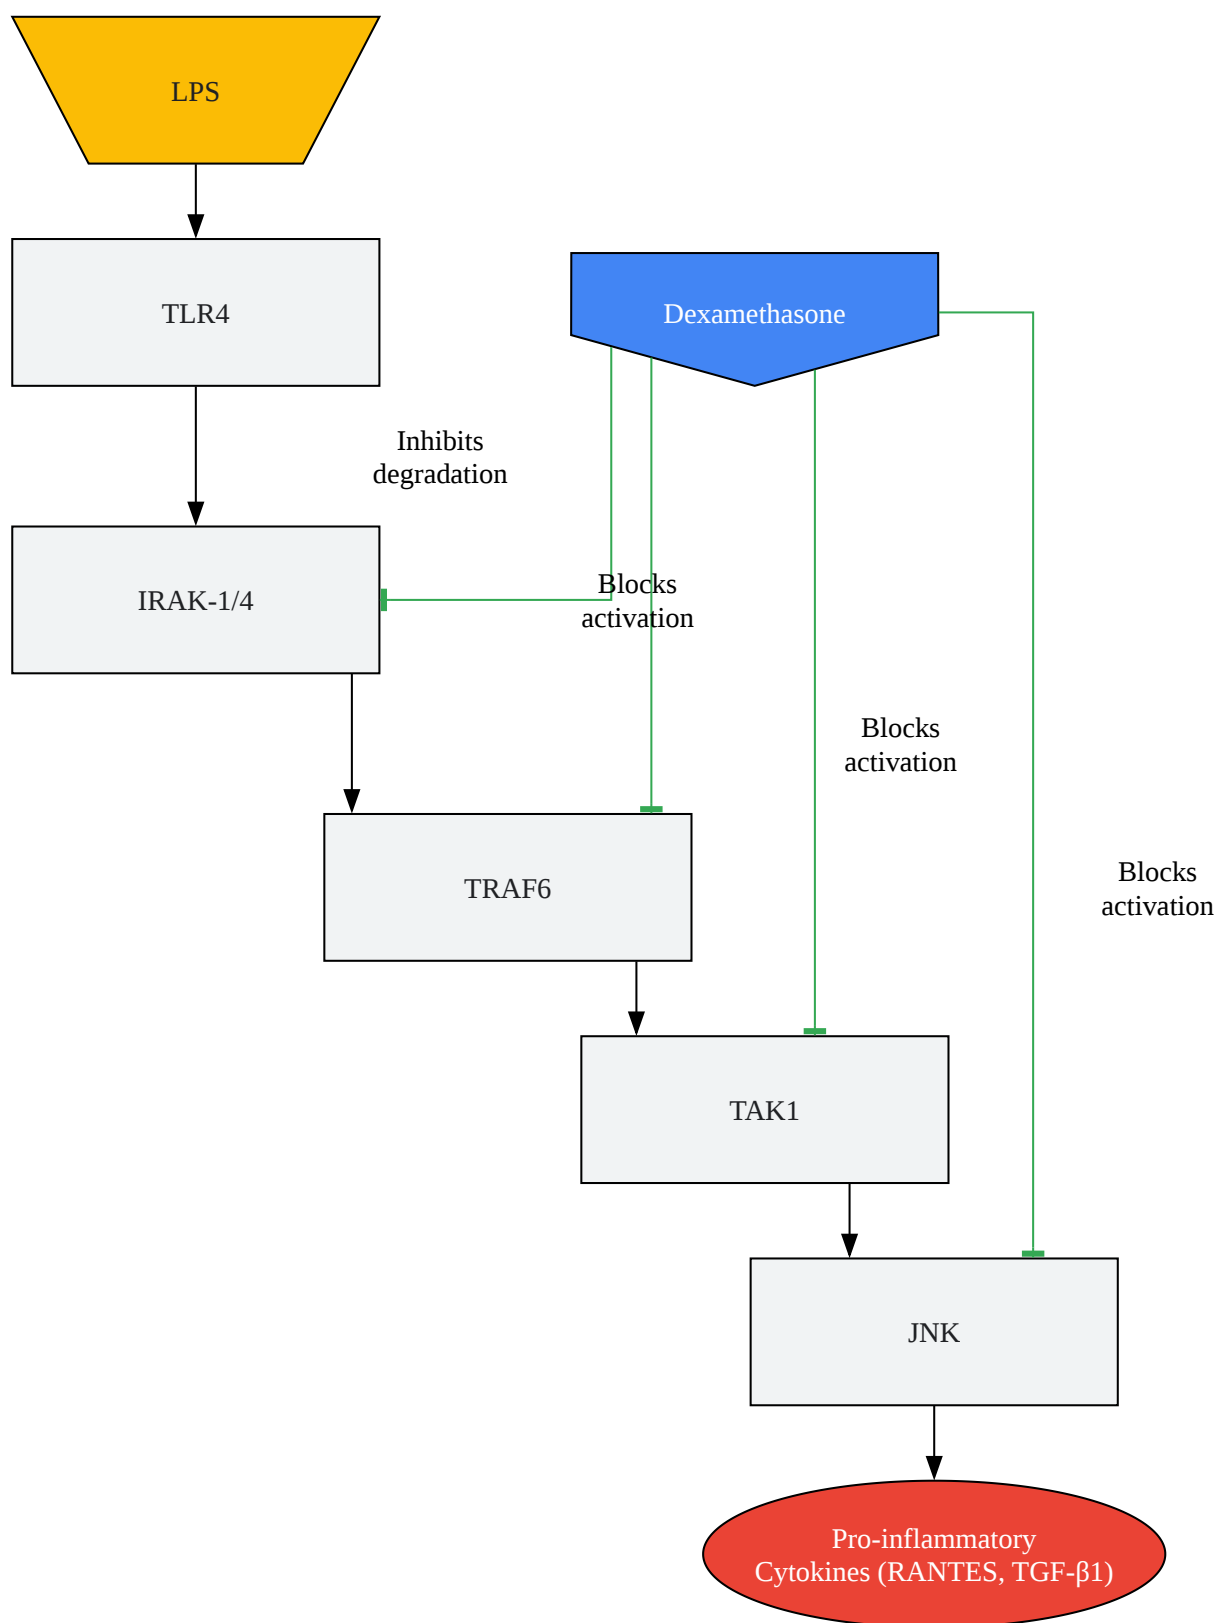 LPS
TLR4
Dexamethasone
Inhibits
degradation
IRAK-1/4
Blocks
activation
Blocks
activation
Blocks
activation
TRAF6
TAK1
JNK
Pro-inflammatory
Cytokines (RANTES, TGF-β1)